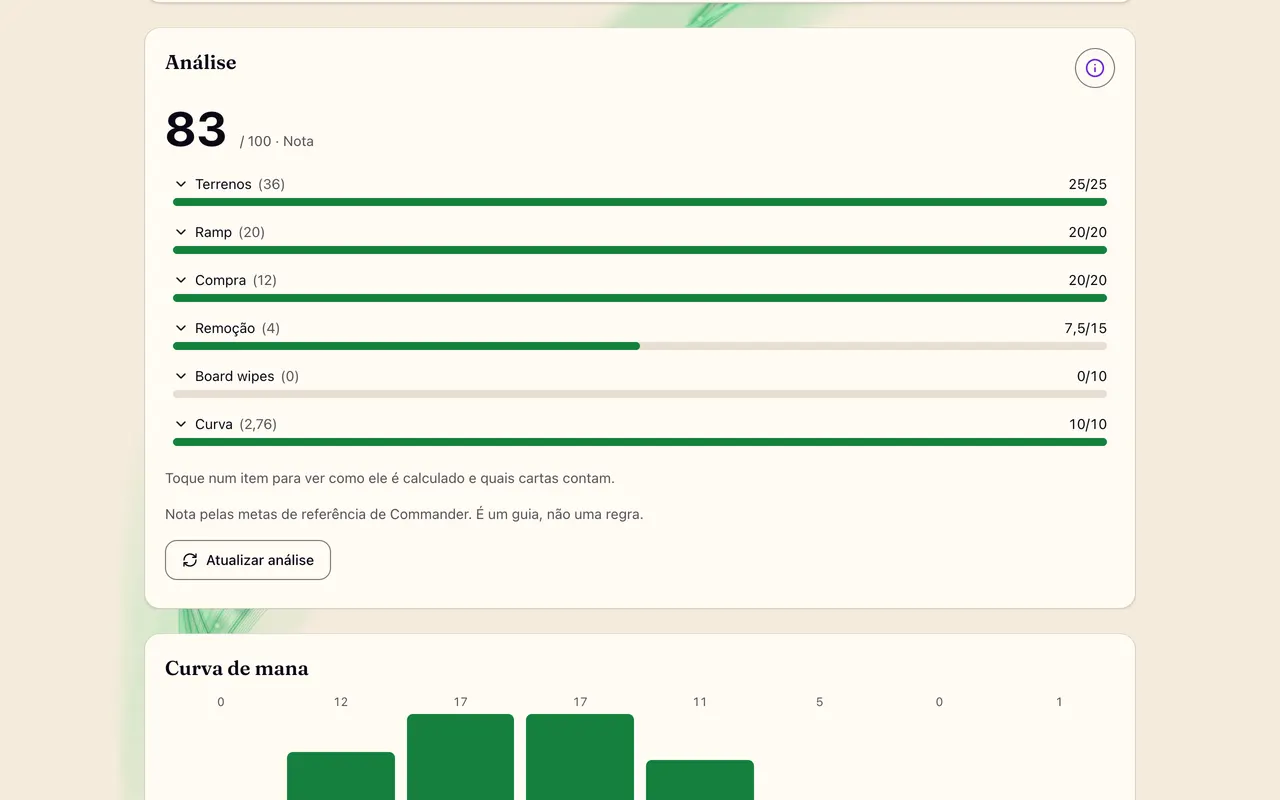 Análise
83 / 100 · Nota
Terrenos (36) 25/25
Ramp (20) 20/20
Compra (12) 20/20
Remoção (4) 7,5/15
Board wipes (0) 0/10
Curva (2,76) 10/10
Toque num item para ver como ele é calculado e quais cartas contam.
Nota pelas metas de referência de Commander. É um guia, não uma regra.
Atualizar análise
Curva de mana
0 12 17 17 11 5 0 1